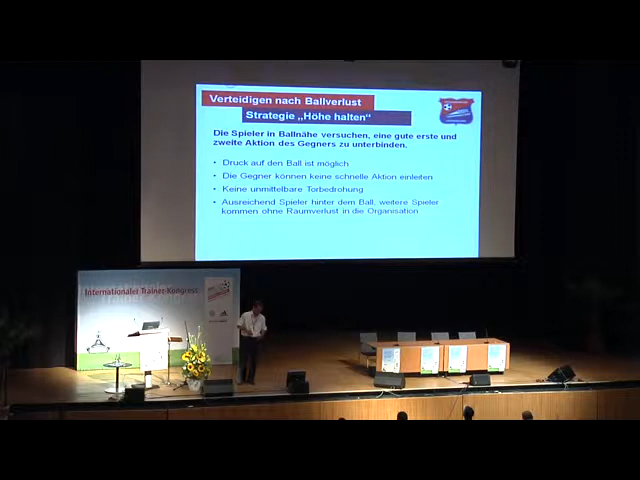 Verteidigen nach Ballverlust
Strategie „Höhe halten“
Die Spieler in Ballnähe versuchen, eine gute erste und
zweite Aktion des Gegners zu unterbinden.
• Druck auf den Ball ist möglich
• Die Gegner können keine schnelle Aktion einleiten
• Keine unmittelbare Torbedrohung
• Ausreichend Spieler hinter dem Ball, weitere Spieler
kommen ohne Raumverlust in die Organisation
Internationaler Trainer-Kongress